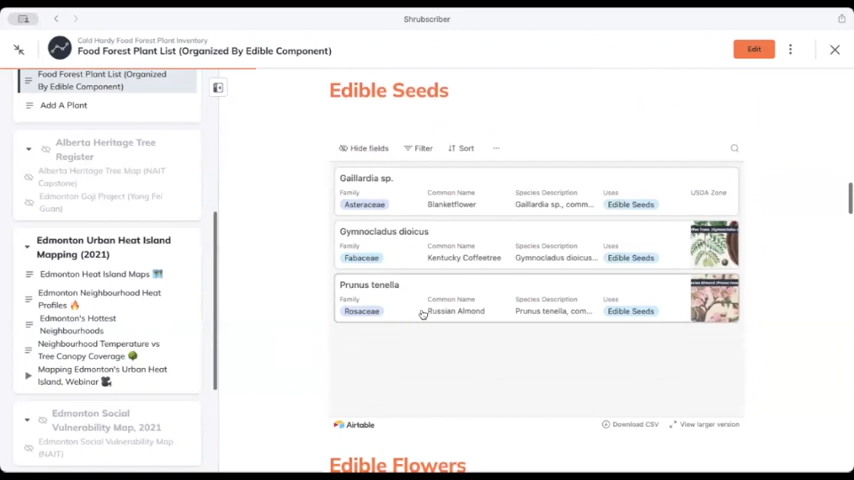 Shrubscriber
Cold Hardy Food Forest Plant Inventory
Food Forest Plant List (Organized By Edible Component)
Edit
Food Forest Plant List (Organized
By Edible Component)
Add A Plant
Alberta Heritage Tree
Register
Alberta Heritage Tree Map (NAIT
Capstone)
Edmonton Goji Project (Yong Fei
Guan)
Edmonton Urban Heat Island
Mapping (2021)
Edmonton Heat Island Maps
Edmonton Neighbourhood Heat
Profiles
Edmonton's Hottest
Neighbourhoods
Neighbourhood Temperature vs
Tree Canopy Coverage
Mapping Edmonton's Urban Heat
Island, Webinar
Edmonton Social
Vulnerability Map, 2021
Edmonton Social Vulnerability Map
(NAIT)
Edible Seeds
Hide fields Filter Sort ...
Gaillardia sp.
Family Common Name Species Description Uses USDA Zone
Asteraceae Blanketflower Gaillardia sp., comm... Edible Seeds
Gymnocladus dioicus
Family Common Name Species Description Uses
Fabaceae Kentucky Coffeetree Gymnocladus dioicus... Edible Seeds
Prunus tenella
Family Common Name Species Description Uses
Rosaceae Russian Almond Prunus tenella, com... Edible Seeds
Airtable Download CSV View larger version
Edible Flowers